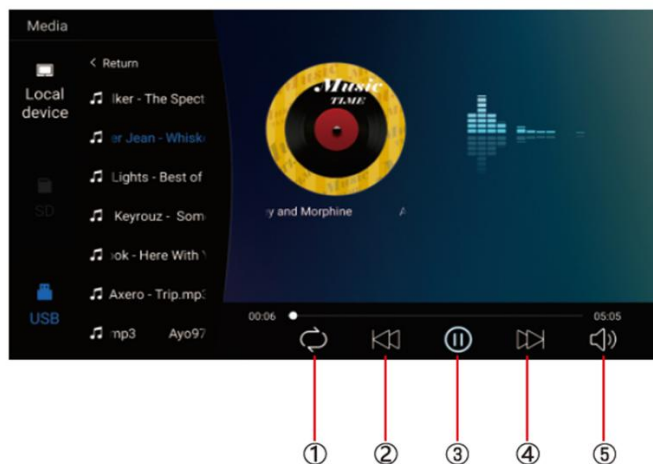 Media
< Return
Local
device
lker - The Spect
er Jean - Whisk
Lights - Best of
SD
Keyrouz - Som
ook - Here With
Axero - Trip.mp3
USB
mp3 Ayo97
Music
TIME
y and Morphine A
00:06
05:05
① ② ③ ④ ⑤